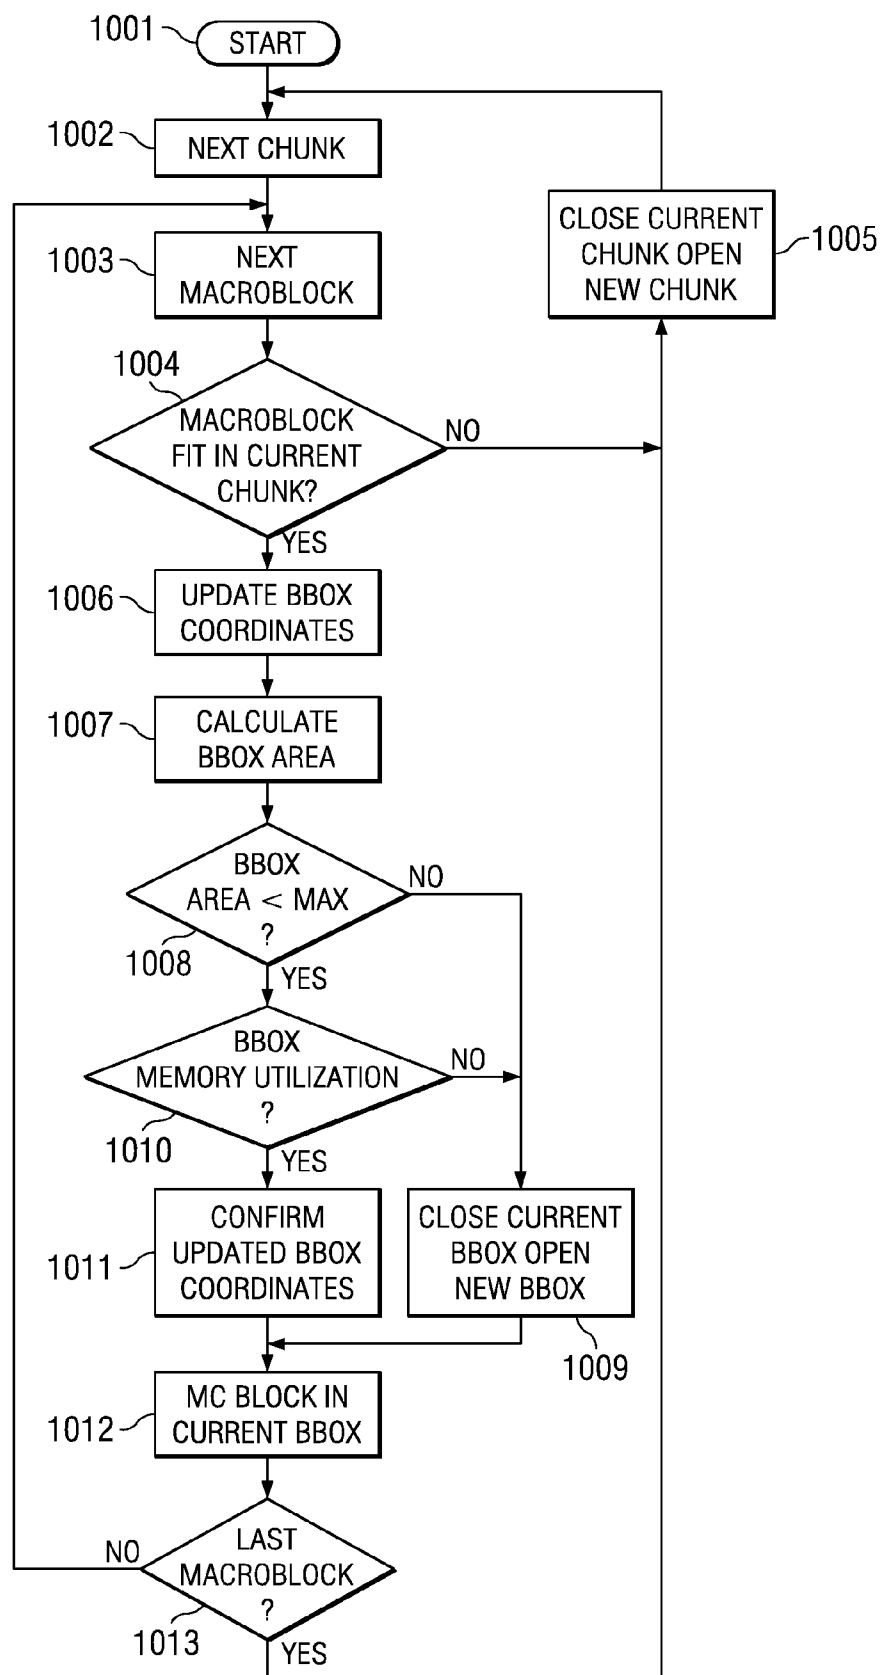 1001
START
1002
NEXT CHUNK
CLOSE CURRENT
CHUNK OPEN
NEW CHUNK
1005
1003
NEXT
MACROBLOCK
1004
MACROBLOCK
FIT IN CURRENT
CHUNK?
NO
YES
1006
UPDATE BBOX
COORDINATES
1007
CALCULATE
BBOX AREA
BBOX
AREA < MAX
?
NO
1008
YES
BBOX
MEMORY UTILIZATION
?
NO
1010
YES
1011
CONFIRM
UPDATED BBOX
COORDINATES
CLOSE CURRENT
BBOX OPEN
NEW BBOX
1009
1012
MC BLOCK IN
CURRENT BBOX
NO
LAST
MACROBLOCK
?
1013
YES